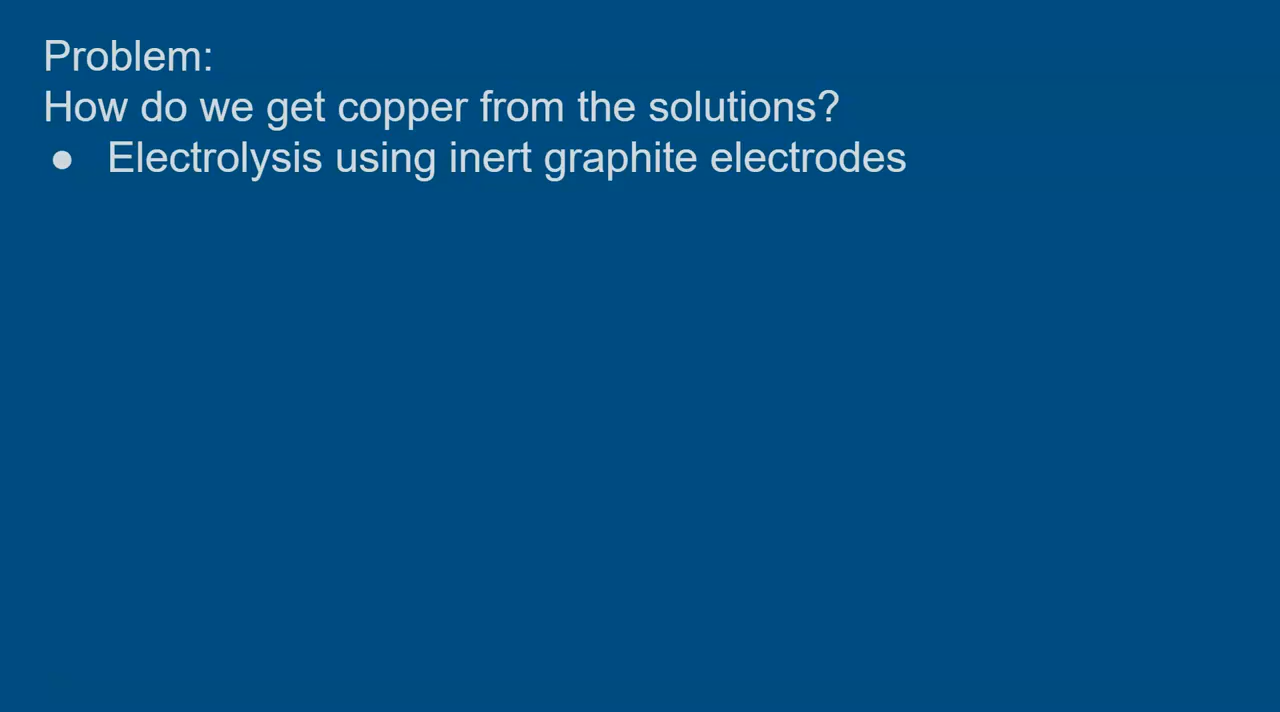 Problem:
How do we get copper from the solutions?
● Electrolysis using inert graphite electrodes